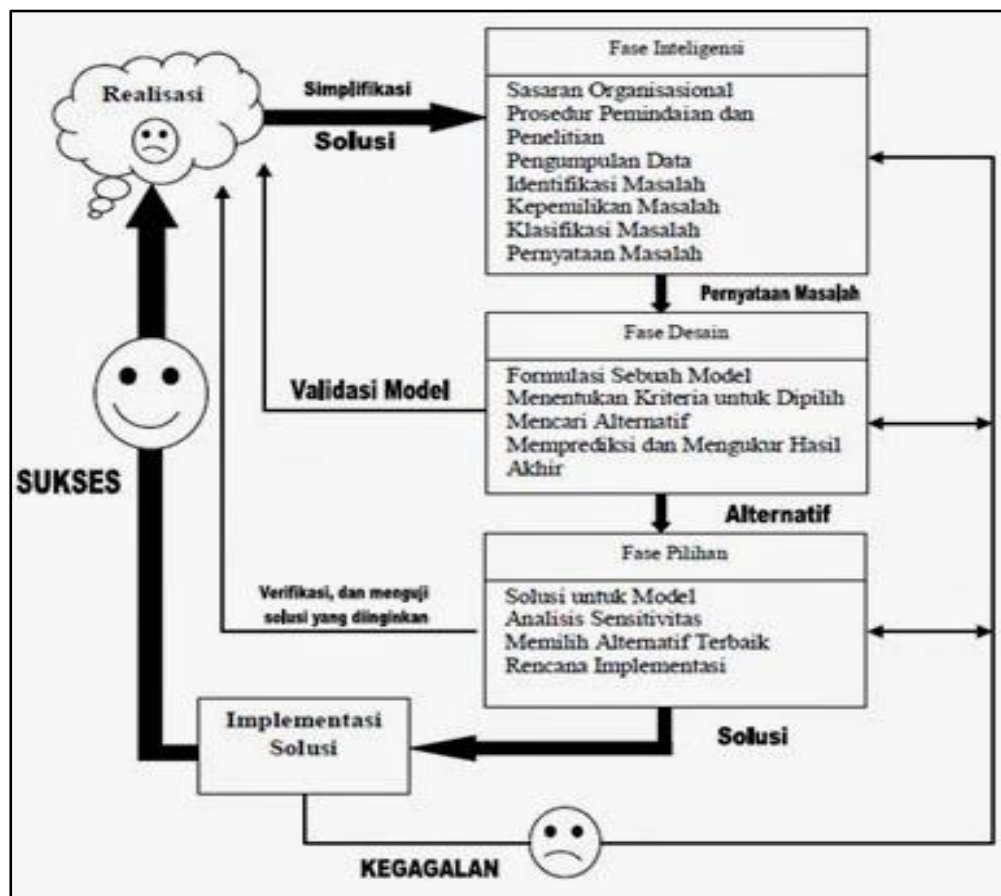 Realisasi
Simplifikasi
Solusi
Fase Inteligensi
Sasaran Organisasional
Prosedur Pemindaian dan
Penelitian
Pengumpulan Data
Identifikasi Masalah
Kepemilikan Masalah
Klasifikasi Masalah
Pernyataan Masalah
Pernyataan Masalah
Fase Desain
Formulasi Sebuah Model
Menentukan Kriteria untuk Dipilih
Mencari Alternatif
Memprediksi dan Mengukur Hasil
Akhir
Validasi Model
SUKSES
Alternatif
Fase Pilihan
Solusi untuk Model
Analisis Sensitivitas
Memilih Alternatif Terbaik
Rencana Implementasi
Verifikasi, dan menguji
solusi yang diinginkan
Implementasi
Solusi
Solusi
KEGAGALAN